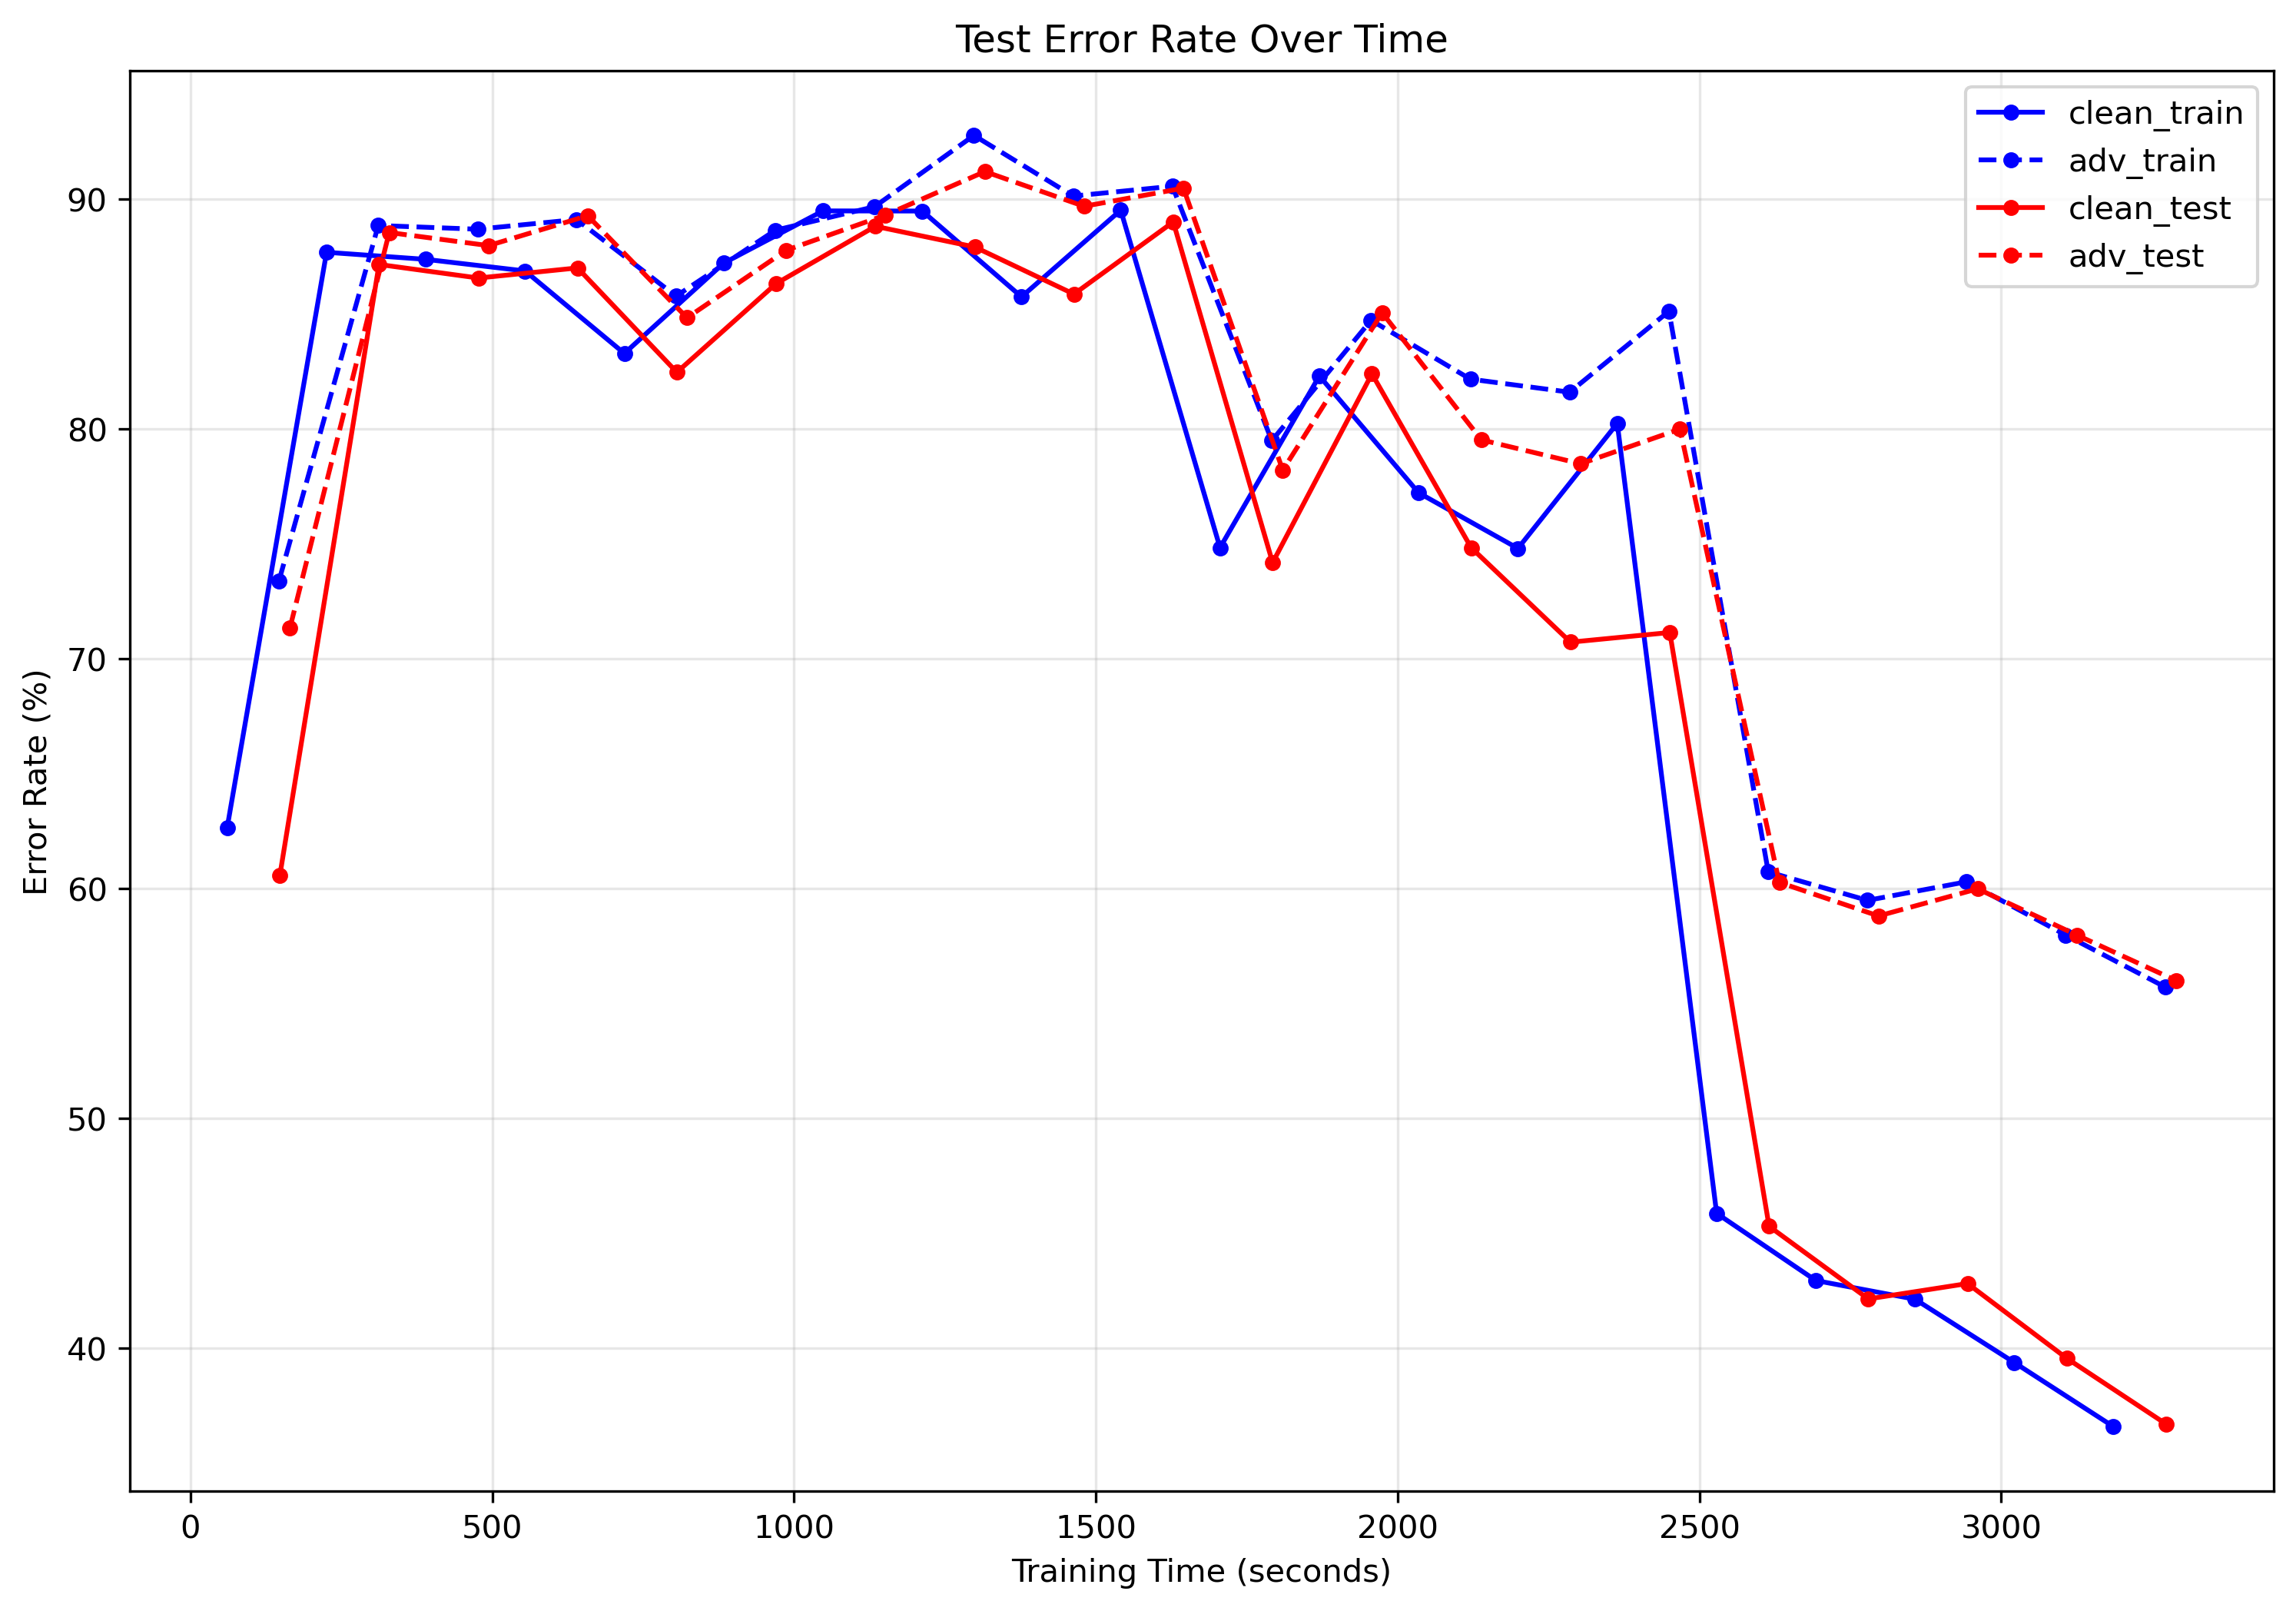 Test Error Rate Over Time
clean_train
adv_train
clean_test
adv_test
Error Rate (%)
90
80
70
60
50
40
0 500 1000 1500 2000 2500 3000
Training Time (seconds)